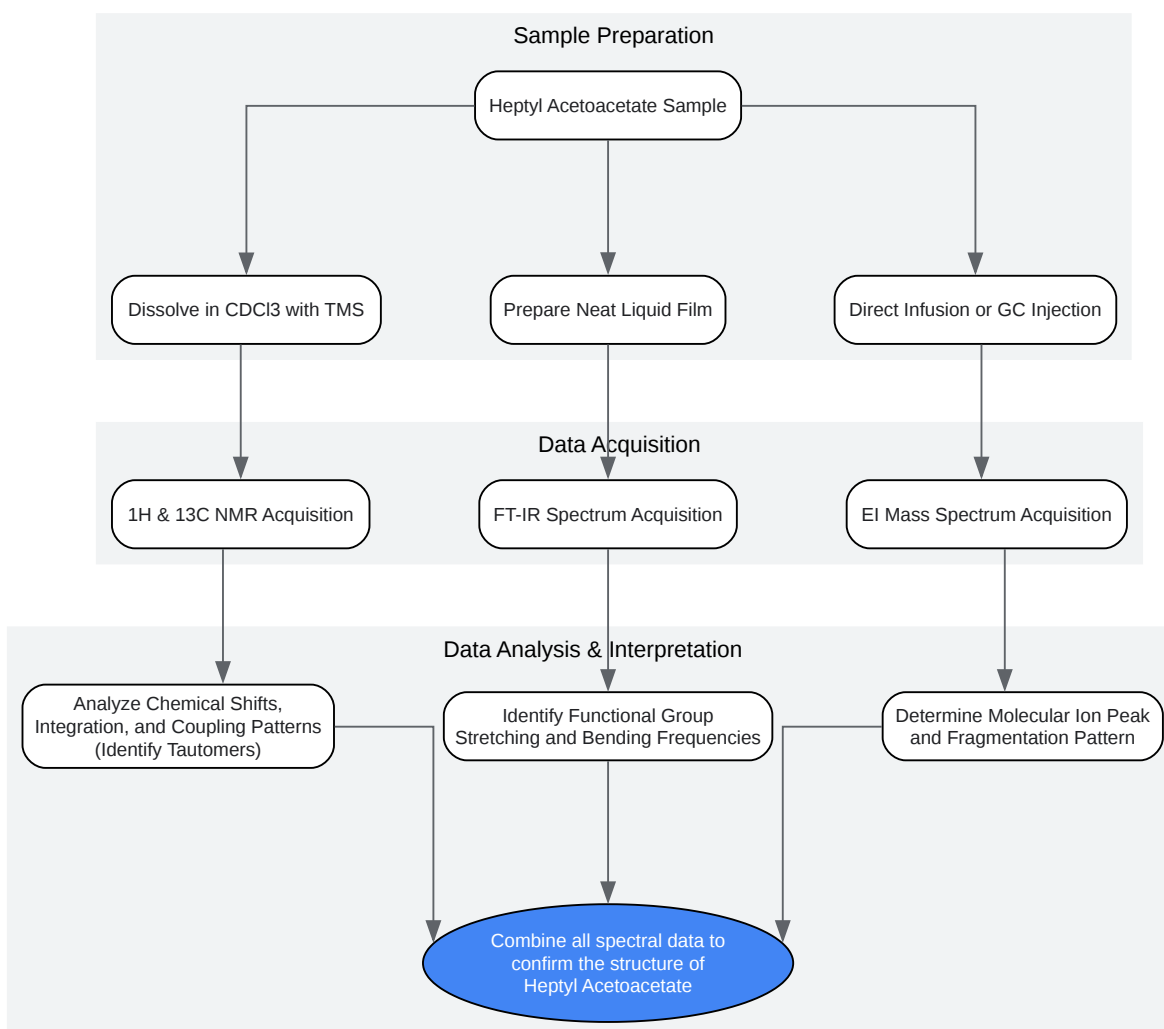 Sample Preparation
Heptyl Acetoacetate Sample
Dissolve in CDCl3 with TMS
Prepare Neat Liquid Film
Direct Infusion or GC Injection
Data Acquisition
1H & 13C NMR Acquisition
FT-IR Spectrum Acquisition
EI Mass Spectrum Acquisition
Data Analysis & Interpretation
Analyze Chemical Shifts,
Integration, and Coupling Patterns
(Identify Tautomers)
Identify Functional Group
Stretching and Bending Frequencies
Determine Molecular Ion Peak
and Fragmentation Pattern
Combine all spectral data to
confirm the structure of
Heptyl Acetoacetate